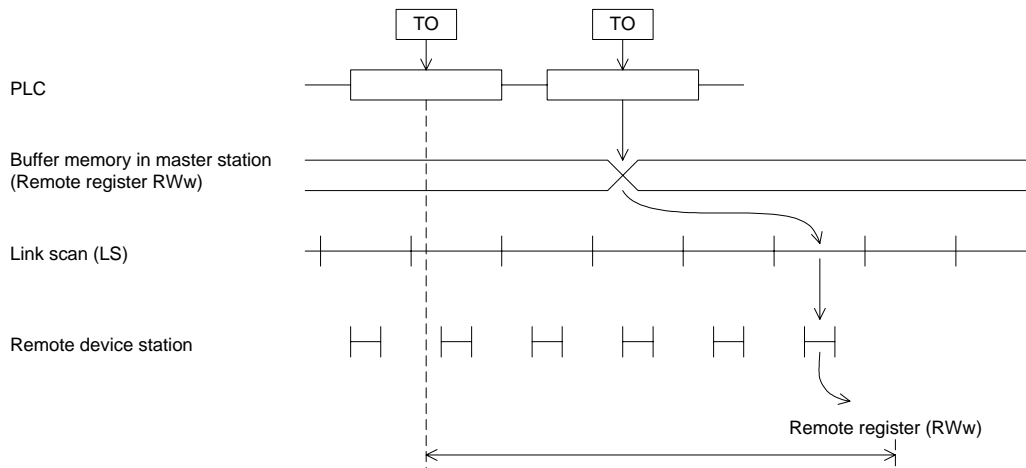 TO TO
PLC
Buffer memory in master station
(Remote register RWw)
Link scan (LS)
Remote device station
Remote register (RWw)